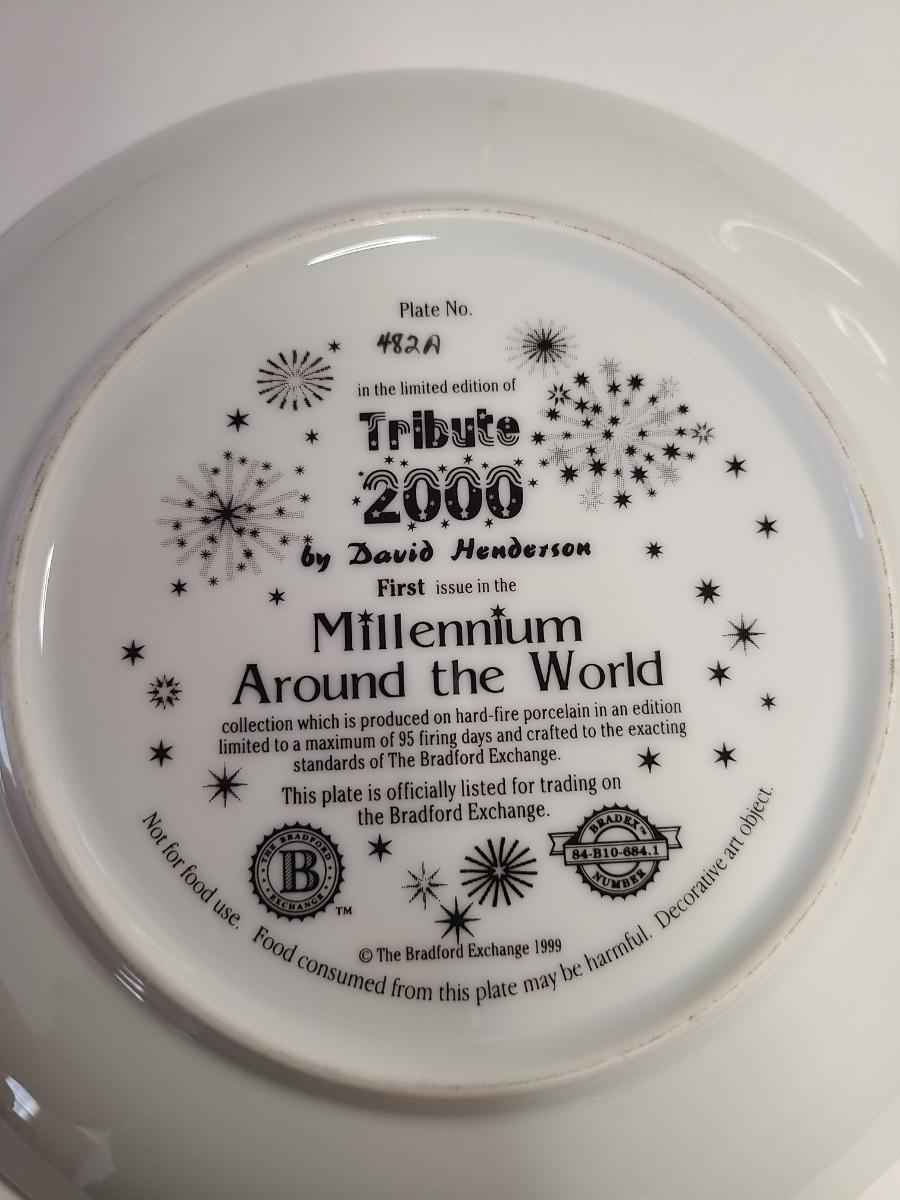 Plate No.
482A
in the limited edition of
Tribute
2000
by David Henderson
First issue in the
Millennium
Around the World
collection which is produced on hard-fire porcelain in an edition
limited to a maximum of 95 firing days and crafted to the exacting
standards of The Bradford Exchange.
This plate is officially listed for trading on
the Bradford Exchange.
THE BRADFORD
B
EXCHANGE
TM
BRADEX™
84-B10-684.1
NUMBER
© The Bradford Exchange 1999
Not for food use. Food consumed from this plate may be harmful. Decorative art object.